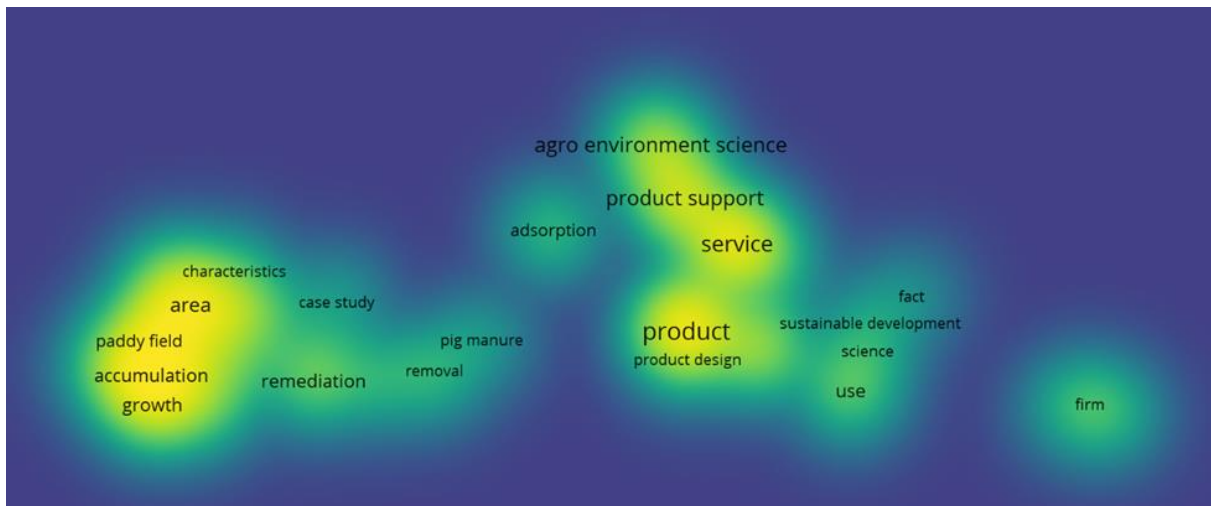 agro environment science
product support
adsorption
service
characteristics
area
case study
fact
sustainable development
product
paddy field
pig manure
science
product design
removal
accumulation
remediation
use
growth
firm